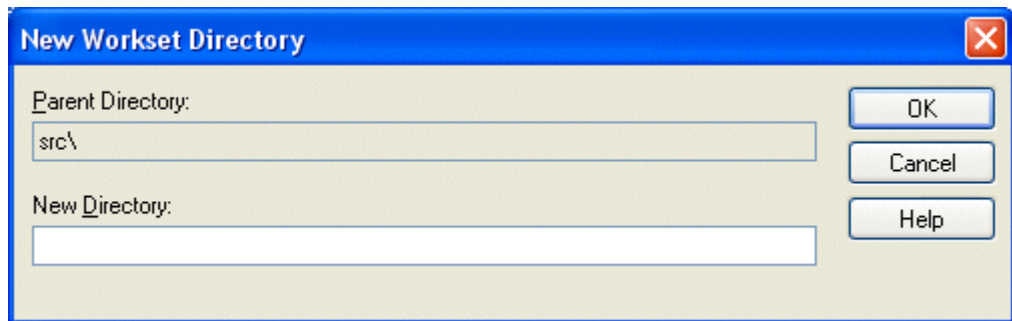 New Workset Directory
Parent Directory:
src\
New Directory:
OK
Cancel
Help